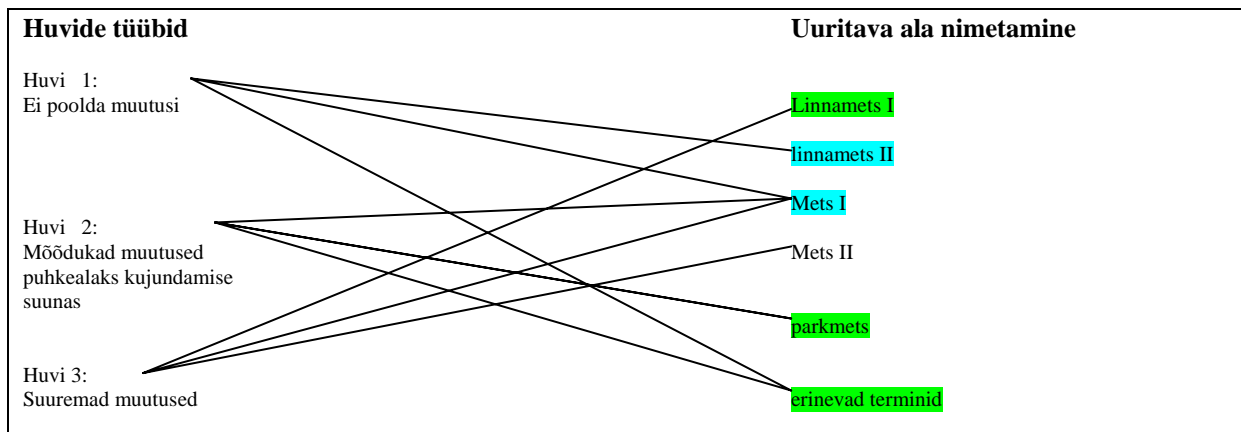 Huvide tüübid
Uuritava ala nimetamine
Huvi 1:
Ei poolda muutusi
Huvi 2:
Mõõdukad muutused
puhkealaks kujundamise
suunas
Huvi 3:
Suuremad muutused
Linnamets I
linnamets II
Mets I
Mets II
parkmets
erinevad terminid